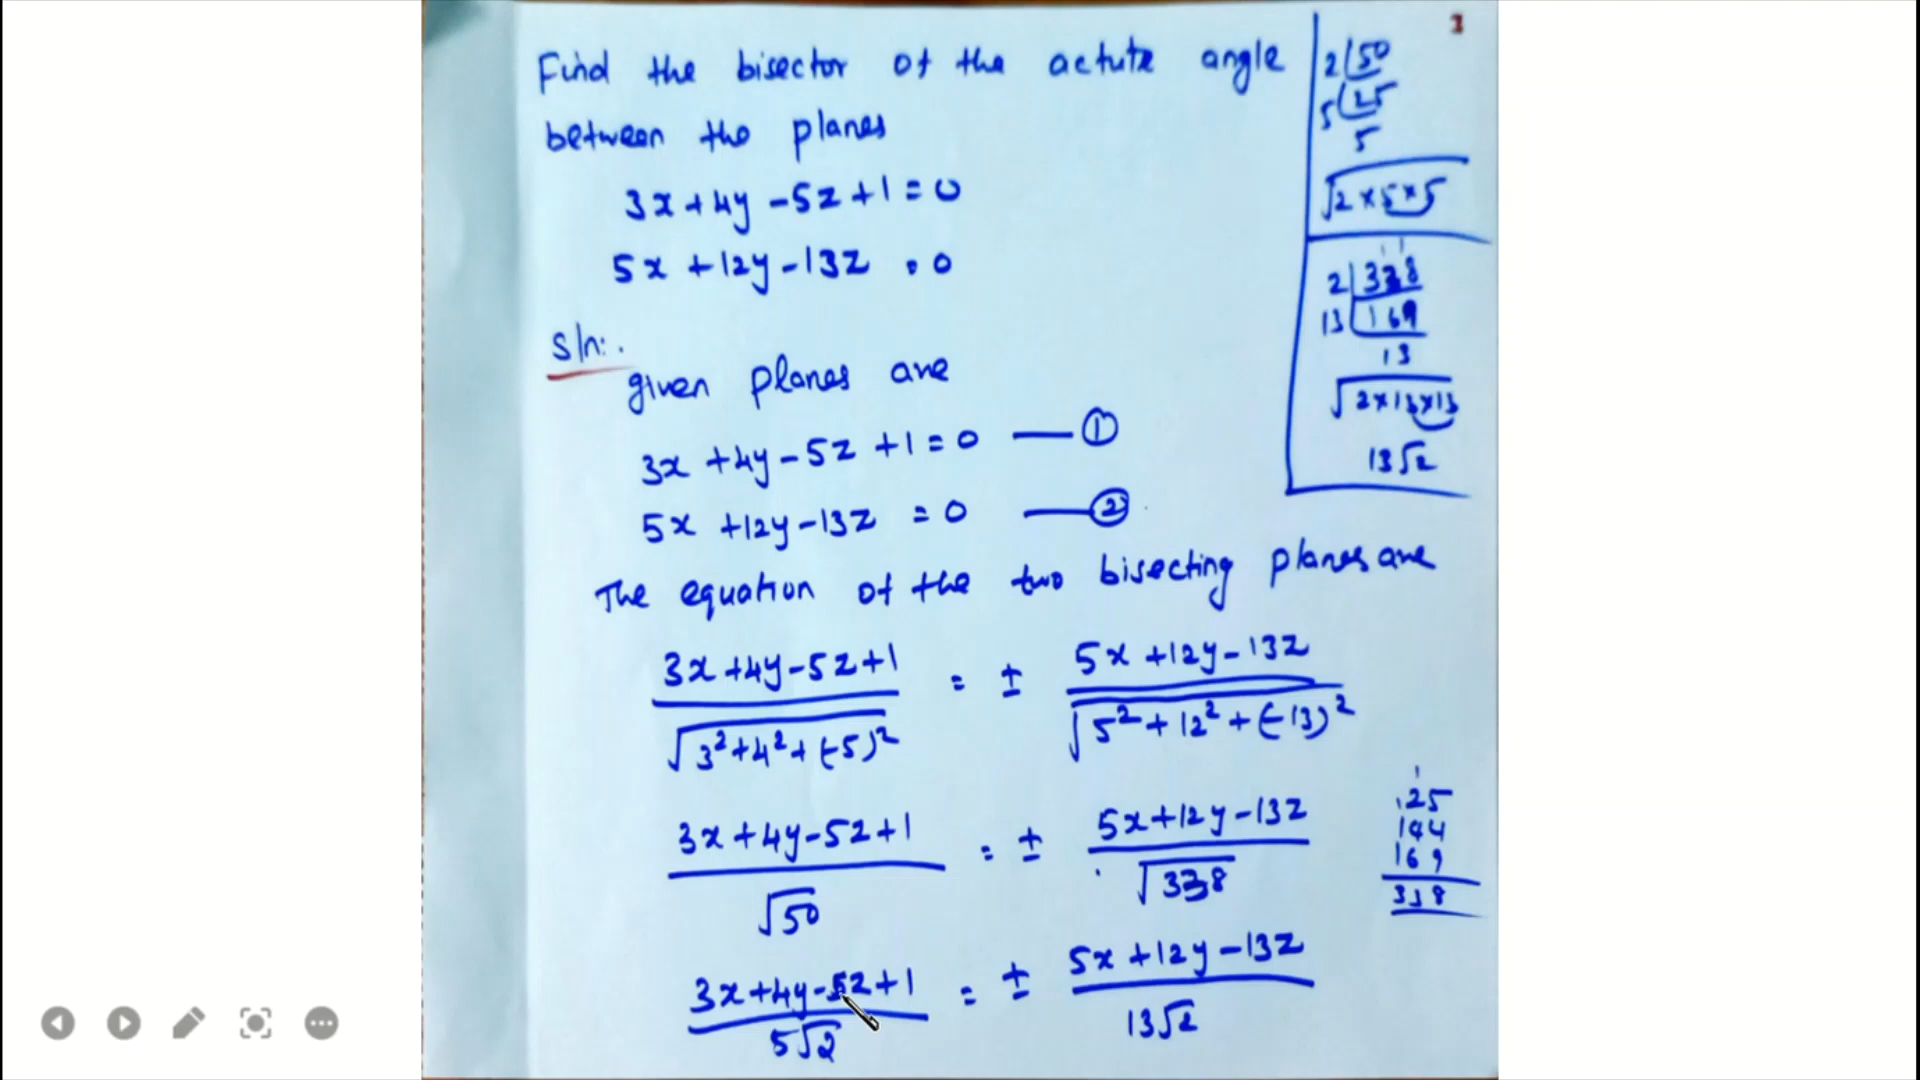 Find the bisector of the actute angle
between the planes
3x + 4y - 5z + 1 = 0
5x + 12y - 13z = 0
Sln:.
given planes are
3x + 4y - 5z + 1 = 0 — ①
5x + 12y - 13z = 0 — ②
The equation of the two bisecting planes are
3x + 4y - 5z + 1 / √3² + 4² + (-5)² = ± 5x + 12y - 13z / √5² + 12² + (-13)²
3x + 4y - 5z + 1 / √50 = ± 5x + 12y - 13z / √338
3x + 4y - 5z + 1 / 5√2 = ± 5x + 12y - 13z / 13√2
2 | 50
5 | 25
5
√2 × 5 × 5
1 1
2 | 338
13 | 169
13
√2 × 13 × 13
13√2
1
25
144
169
338